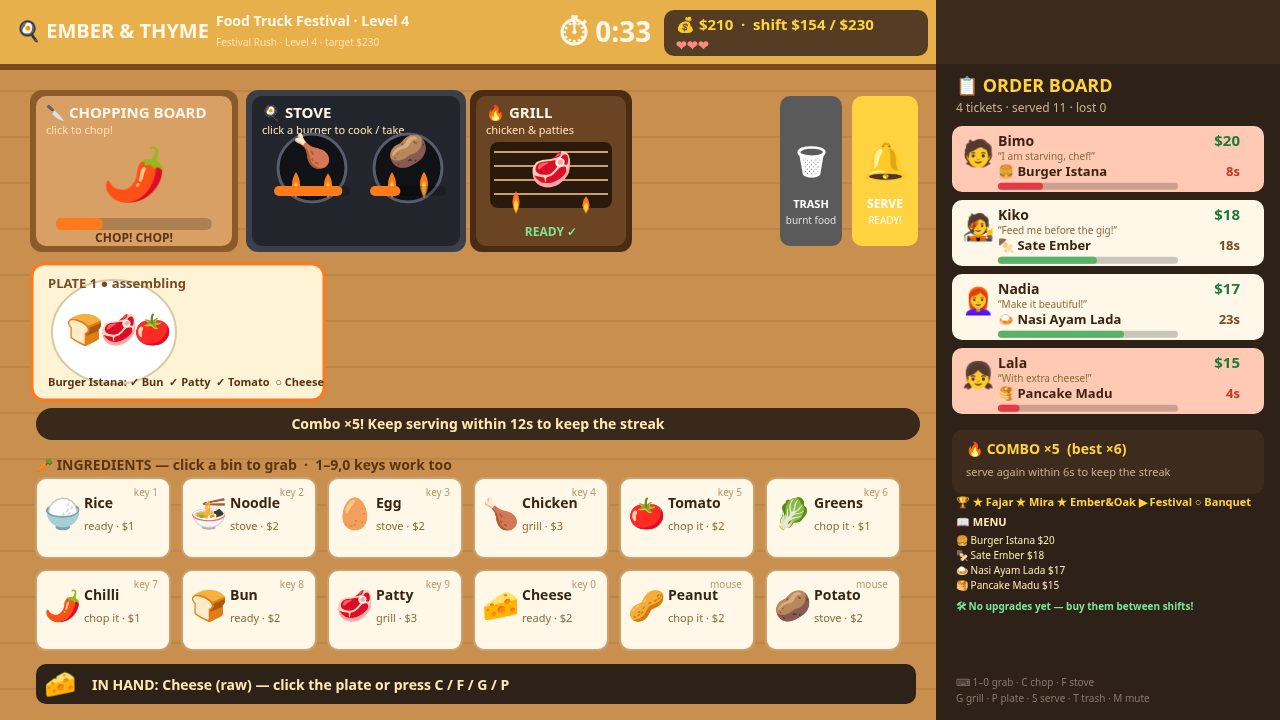 EMBER & THYME
Food Truck Festival · Level 4
Festival Rush · Level 4 · target $230
0:33
$210 · shift $154 / $230
CHOPPING BOARD
click to chop!
CHOP! CHOP!
STOVE
click a burner to cook / take
GRILL
chicken & patties
READY ✓
TRASH
burnt food
SERVE
READY!
PLATE 1 ● assembling
Burger Istana: ✓ Bun ✓ Patty ✓ Tomato ○ Cheese
Combo ×5! Keep serving within 12s to keep the streak
INGREDIENTS — click a bin to grab · 1–9,0 keys work too
key 1
Rice
ready · $1
key 2
Noodle
stove · $2
key 3
Egg
stove · $2
key 4
Chicken
grill · $3
key 5
Tomato
chop it · $2
key 6
Greens
chop it · $1
key 7
Chilli
chop it · $1
key 8
Bun
ready · $2
key 9
Patty
grill · $3
key 0
Cheese
ready · $2
mouse
Peanut
chop it · $2
mouse
Potato
stove · $2
IN HAND: Cheese (raw) — click the plate or press C / F / G / P
ORDER BOARD
4 tickets · served 11 · lost 0
Bimo $20
“I am starving, chef!”
Burger Istana 8s
Kiko $18
“Feed me before the gig!”
Sate Ember 18s
Nadia $17
“Make it beautiful!”
Nasi Ayam Lada 23s
Lala $15
“With extra cheese!”
Pancake Madu 4s
COMBO ×5 (best ×6)
serve again within 6s to keep the streak
★ Fajar ★ Mira ★ Ember&Oak ▶ Festival ○ Banquet
MENU
Burger Istana $20
Sate Ember $18
Nasi Ayam Lada $17
Pancake Madu $15
No upgrades yet — buy them between shifts!
1–0 grab · C chop · F stove
G grill · P plate · S serve · T trash · M mute